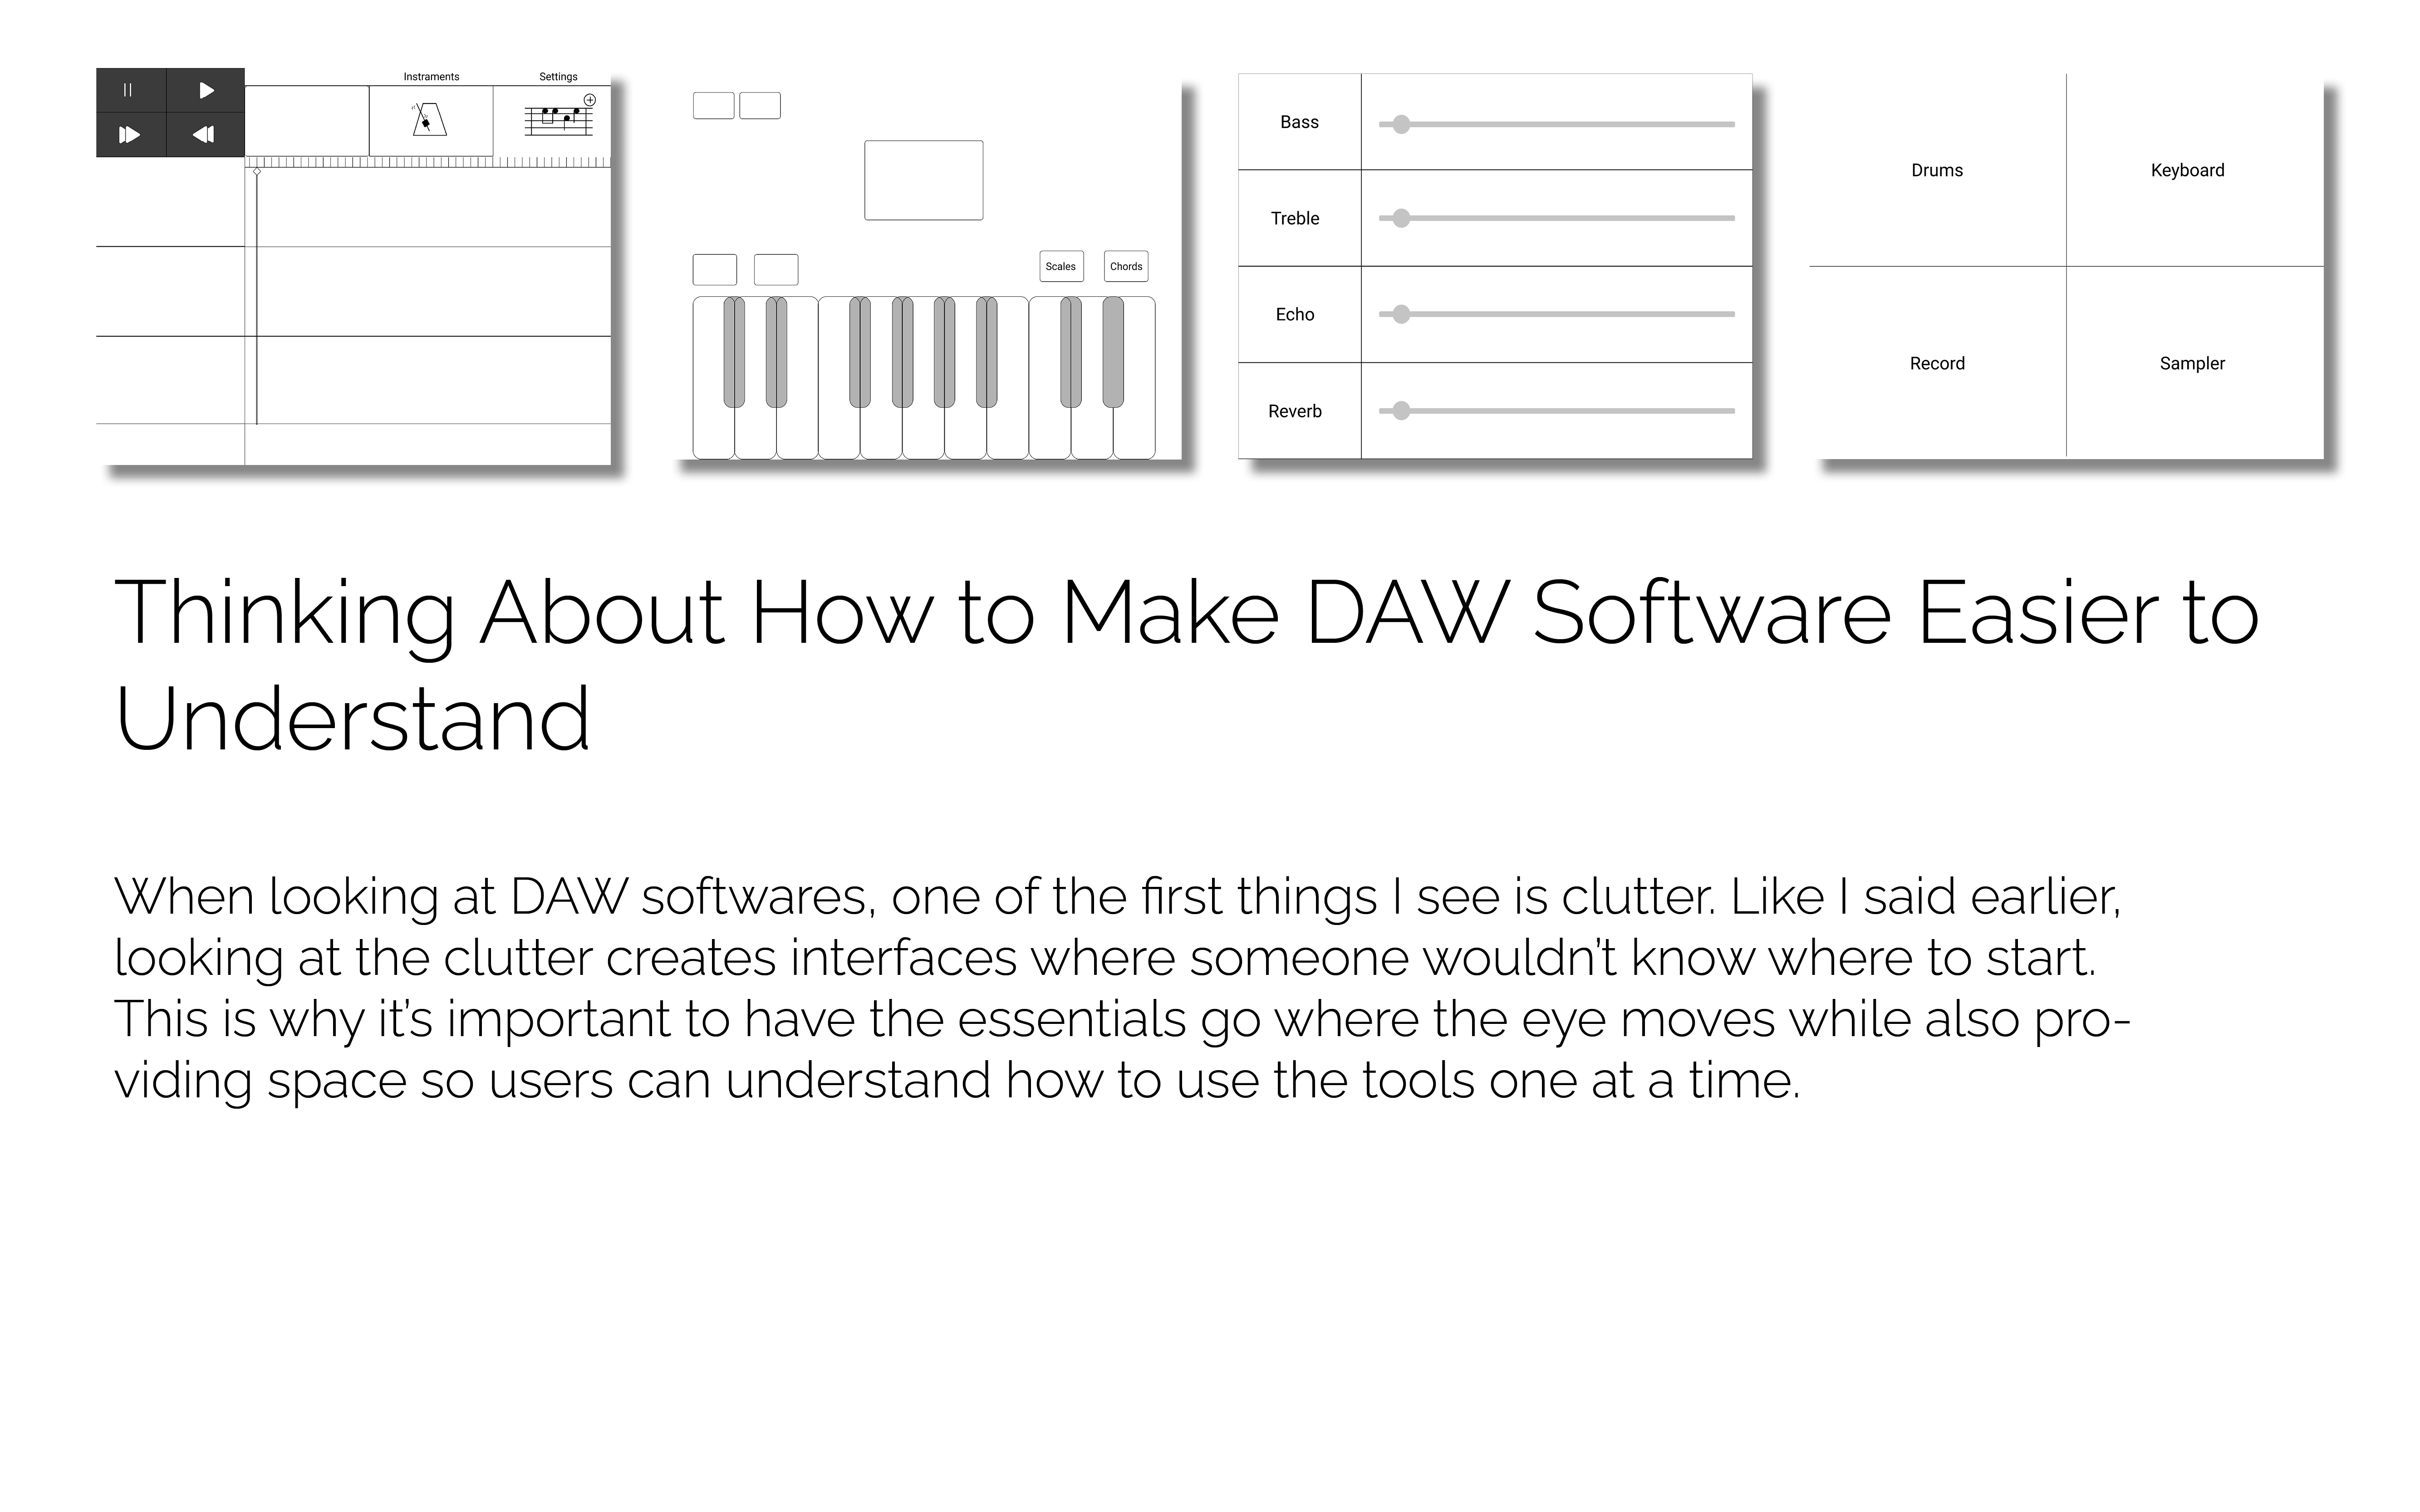 Instraments
Settings
Scales
Chords
Bass
Treble
Echo
Reverb
Drums
Keyboard
Record
Sampler
Thinking About How to Make DAW Software Easier to
Understand
When looking at DAW softwares, one of the first things I see is clutter. Like I said earlier,
looking at the clutter creates interfaces where someone wouldn’t know where to start.
This is why it’s important to have the essentials go where the eye moves while also pro-
viding space so users can understand how to use the tools one at a time.